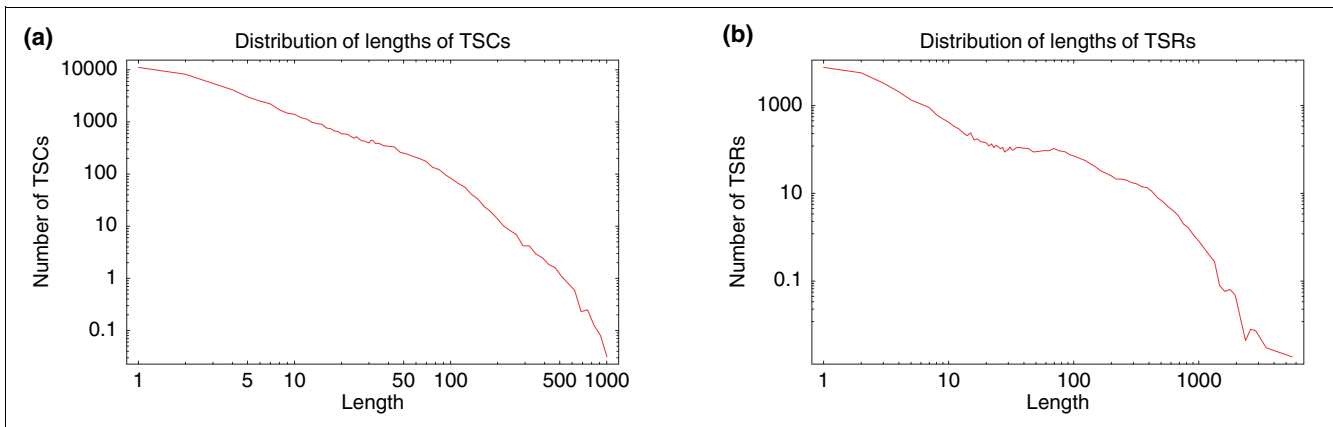 (a)
Distribution of lengths of TSCs
Number of TSCs
10000
1000
100
10
1
0.1
1 5 10 50 100 500 1000
Length
(b)
Distribution of lengths of TSRs
Number of TSRs
1000
10
0.1
1 10 100 1000
Length